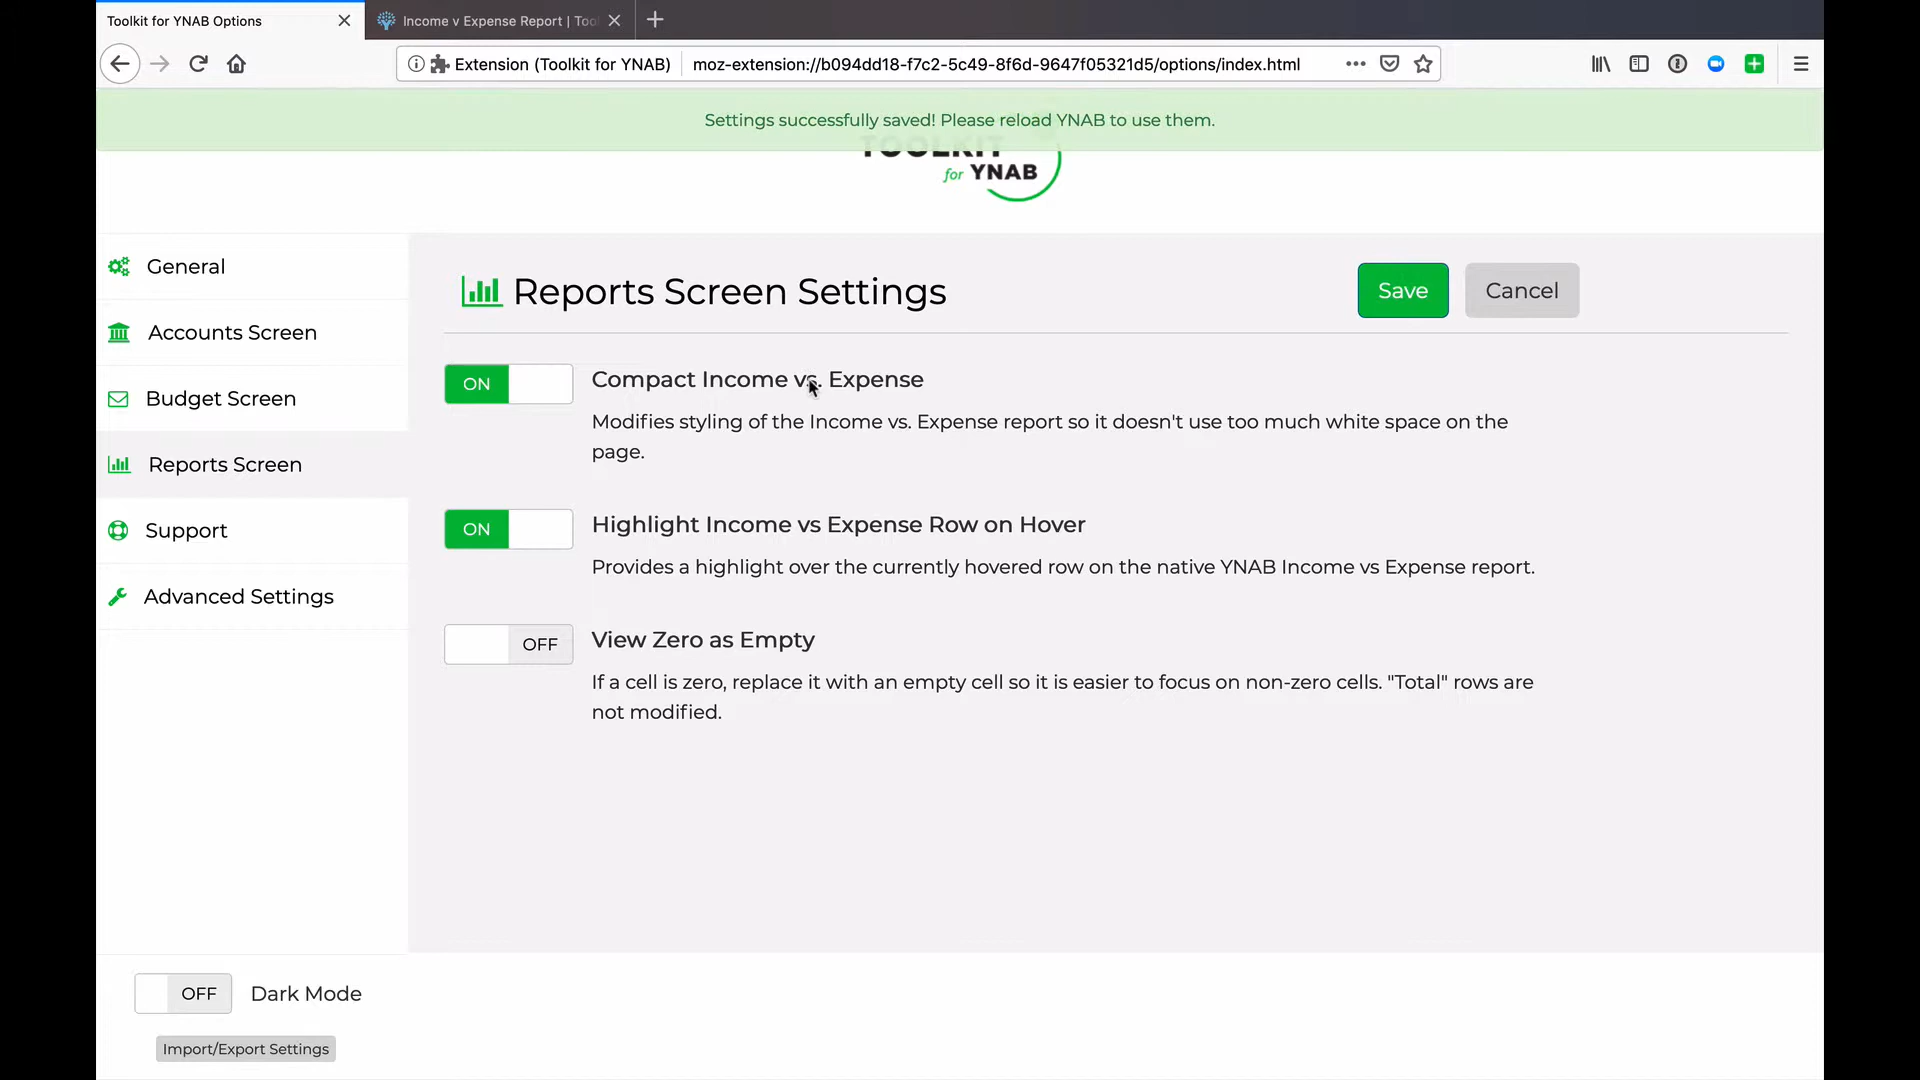 Toolkit for YNAB Options
Income v Expense Report | Too
Extension (Toolkit for YNAB)
moz-extension://b094dd18-f7c2-5c49-8f6d-9647f05321d5/options/index.html
Settings successfully saved! Please reload YNAB to use them.
TOOLKIT
for YNAB
General
Accounts Screen
Budget Screen
Reports Screen
Support
Advanced Settings
Reports Screen Settings
Save
Cancel
ON
Compact Income vs. Expense
Modifies styling of the Income vs. Expense report so it doesn't use too much white space on the
page.
ON
Highlight Income vs Expense Row on Hover
Provides a highlight over the currently hovered row on the native YNAB Income vs Expense report.
OFF
View Zero as Empty
If a cell is zero, replace it with an empty cell so it is easier to focus on non-zero cells. "Total" rows are
not modified.
OFF
Dark Mode
Import/Export Settings